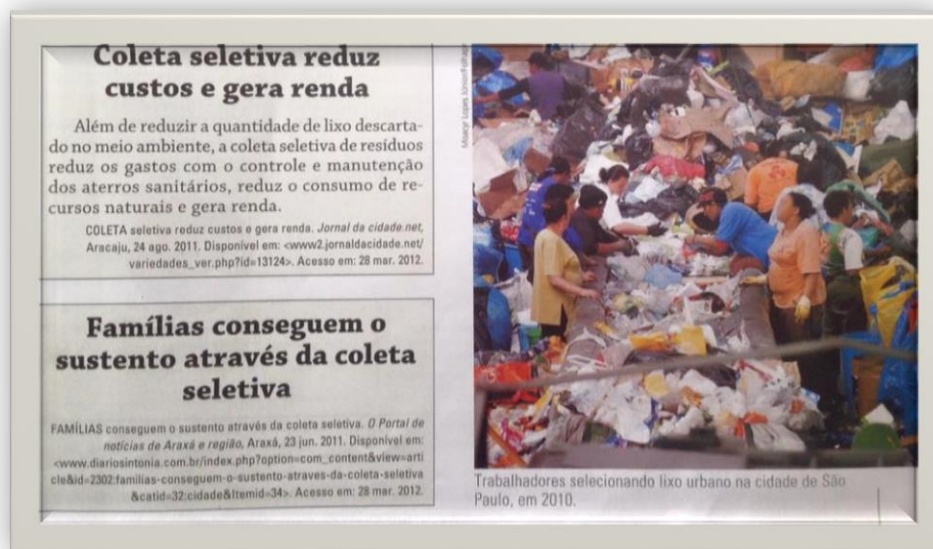 Coleta seletiva reduz
custos e gera renda
Além de reduzir a quantidade de lixo descarta-
do no meio ambiente, a coleta seletiva de resíduos
reduz os gastos com o controle e manutenção
dos aterros sanitários, reduz o consumo de re-
cursos naturais e gera renda.
COLETA seletiva reduz custos e gera renda. Jornal da cidade.net,
Aracaju, 24 ago. 2011. Disponível em: <www2.jornaldacidade.net/
variedades_ver.php?id=13124>. Acesso em: 28 mar. 2012.
Famílias conseguem o
sustento através da coleta
seletiva
FAMÍLIAS conseguem o sustento através da coleta seletiva. O Portal de
notícias de Araxá e região, Araxá, 23 jun. 2011. Disponível em:
<www.diariosintonia.com.br/index.php?option=com_content&view=arti
cle&id=2302:familias-conseguem-o-sustento-atraves-da-coleta-seletiva
&catid=32:cidade&Itemid=34>. Acesso em: 28 mar. 2012.
Moacyr Lopes Júnior/Folhapress
Trabalhadores selecionando lixo urbano na cidade de São
Paulo, em 2010.